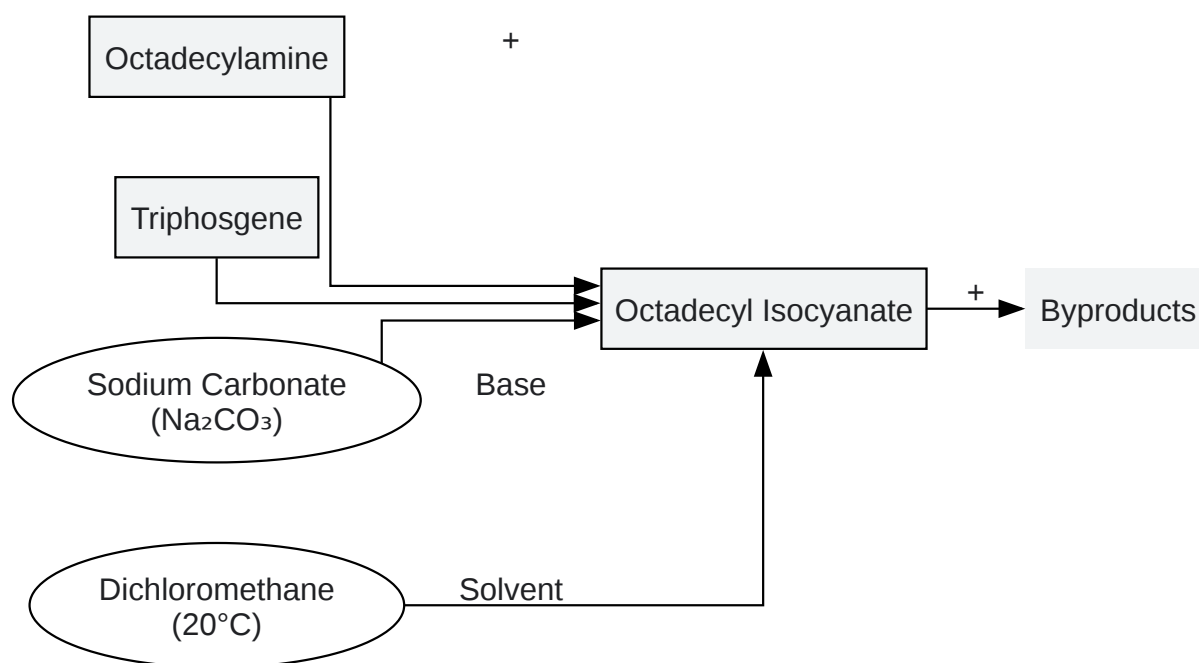 Octadecylamine
+
Triphosgene
Octadecyl Isocyanate
+
Byproducts
Sodium Carbonate
(Na₂CO₃)
Base
Dichloromethane
(20°C)
Solvent